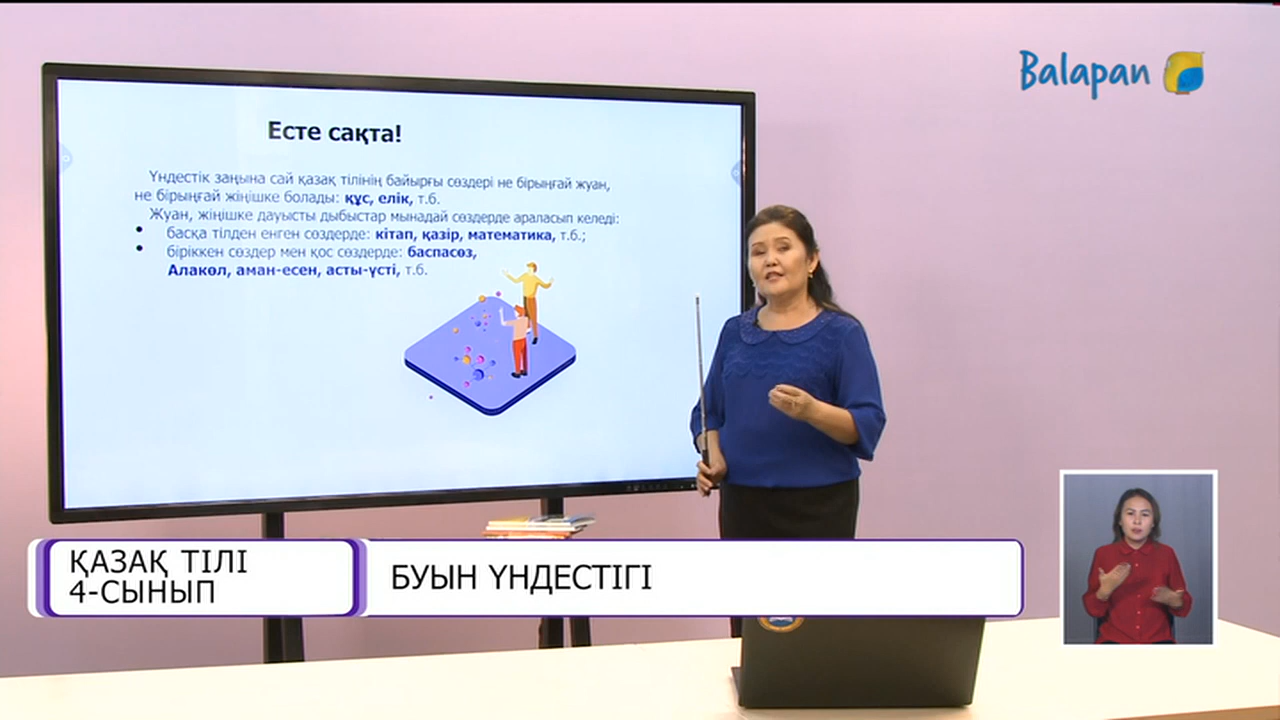 Balapan
Есте сақта!
Үндестік заңына сай қазақ тілінің байырғы сөздері не бірыңғай жуан,
не бірыңғай жіңішке болады: құс, елік, т.б.
Жуан, жіңішке дауысты дыбыстар мынадай сөздерде араласып келеді:
• басқа тілден енген сөздерде: кітап, қазір, математика, т.б.;
• біріккен сөздер мен қос сөздерде: баспасөз,
Алакөл, аман-есен, асты-үсті, т.б.
ҚАЗАҚ ТІЛІ
4-СЫНЫП
БУЫН ҮНДЕСТІГІ